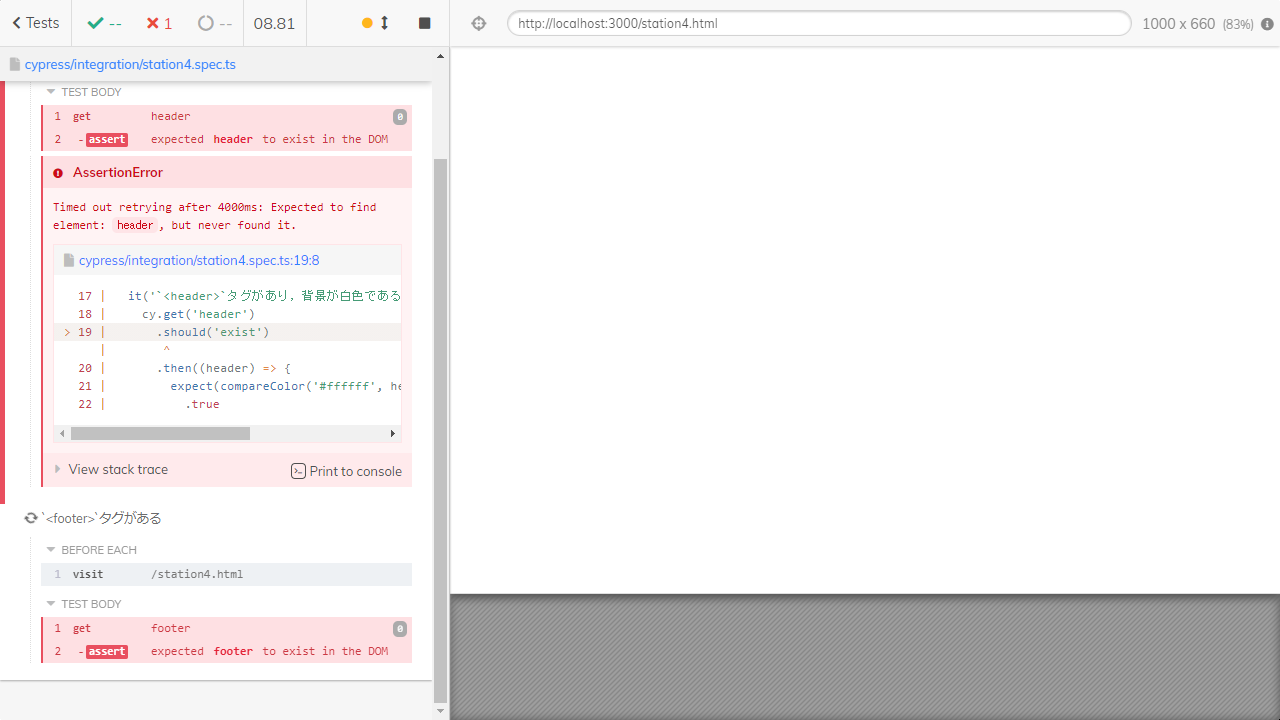 Tests
--
1
--
08.81
http://localhost:3000/station4.html
1000 x 660 (83%)
cypress/integration/station4.spec.ts
TEST BODY
1 get header 0
2 -assert expected header to exist in the DOM
AssertionError
Timed out retrying after 4000ms: Expected to find
element: header, but never found it.
cypress/integration/station4.spec.ts:19:8
17 | it('`<header>`タグがあり，背景が白色である
18 | cy.get('header')
> 19 | .should('exist')
| ^
20 | .then((header) => {
21 | expect(compareColor('#ffffff', he
22 | .true
View stack trace
Print to console
`<footer>`タグがある
BEFORE EACH
1 visit /station4.html
TEST BODY
1 get footer 0
2 -assert expected footer to exist in the DOM